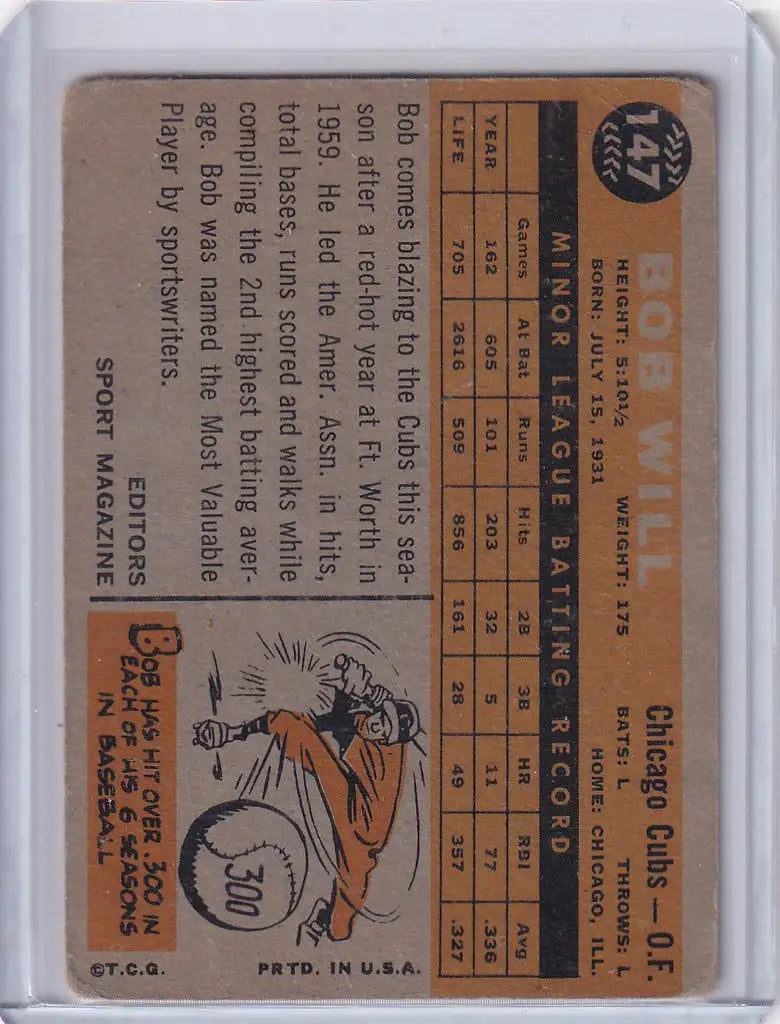 147
BOB WILL
Chicago Cubs — O.F.
HEIGHT: 5:10½ WEIGHT: 175 BATS: L THROWS: L
BORN: JULY 15, 1931 HOME: CHICAGO, ILL.
MINOR LEAGUE BATTING RECORD
Games At Bat Runs Hits 2B 3B HR RBI Avg
YEAR 162 605 101 203 32 5 11 77 .336
LIFE 705 2616 509 856 161 28 49 357 .327
Bob comes blazing to the Cubs this sea-
son after a red-hot year at Ft. Worth in
1959. He led the Amer. Assn. in hits,
total bases, runs scored and walks while
compiling the 2nd highest batting aver-
age. Bob was named the Most Valuable
Player by sportswriters.
EDITORS
SPORT MAGAZINE
300
BOB HAS HIT OVER .300 IN
EACH OF HIS 6 SEASONS
IN BASEBALL
©T.C.G. PRTD. IN U.S.A.